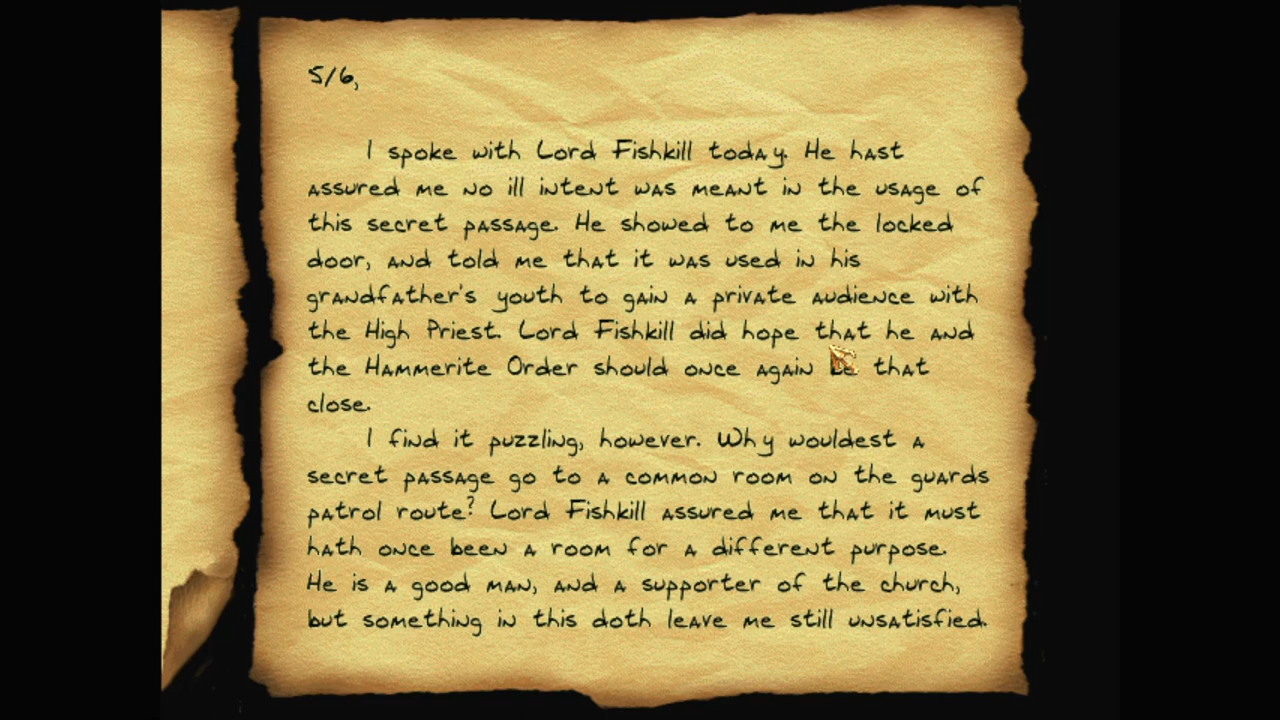 5/6,
I spoke with Lord Fishkill today. He hast
assured me no ill intent was meant in the usage of
this secret passage. He showed to me the locked
door, and told me that it was used in his
grandfather's youth to gain a private audience with
the High Priest. Lord Fishkill did hope that he and
the Hammerite Order should once again be that
close.
I find it puzzling, however. Why wouldest a
secret passage go to a common room on the guards
patrol route? Lord Fishkill assured me that it must
hath once been a room for a different purpose.
He is a good man, and a supporter of the church,
but something in this doth leave me still unsatisfied.